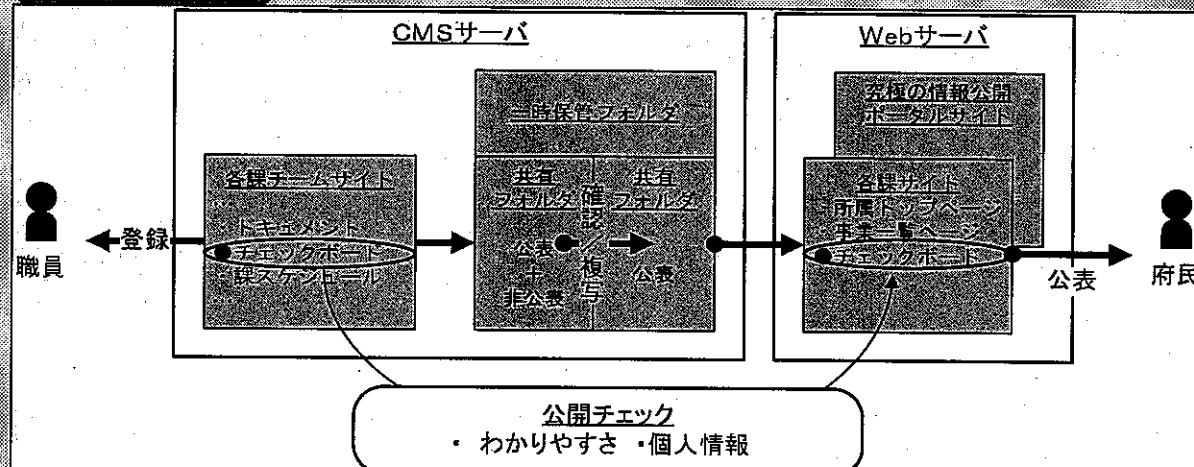 CMSサーバ
Webサーバ
究極の情報公開
ポータルサイト
一時保管フォルダ
各課チームサイト
ドキュメント
チェックボード
課スケジュール
共有
フォルダ
公表
＋
非公表
確認／複写
共有
フォルダ
公表
各課サイト
所属トップページ
事業一覧ページ
チェックボード
職員
登録
公表
府民
公開チェック
・ わかりやすさ ・個人情報